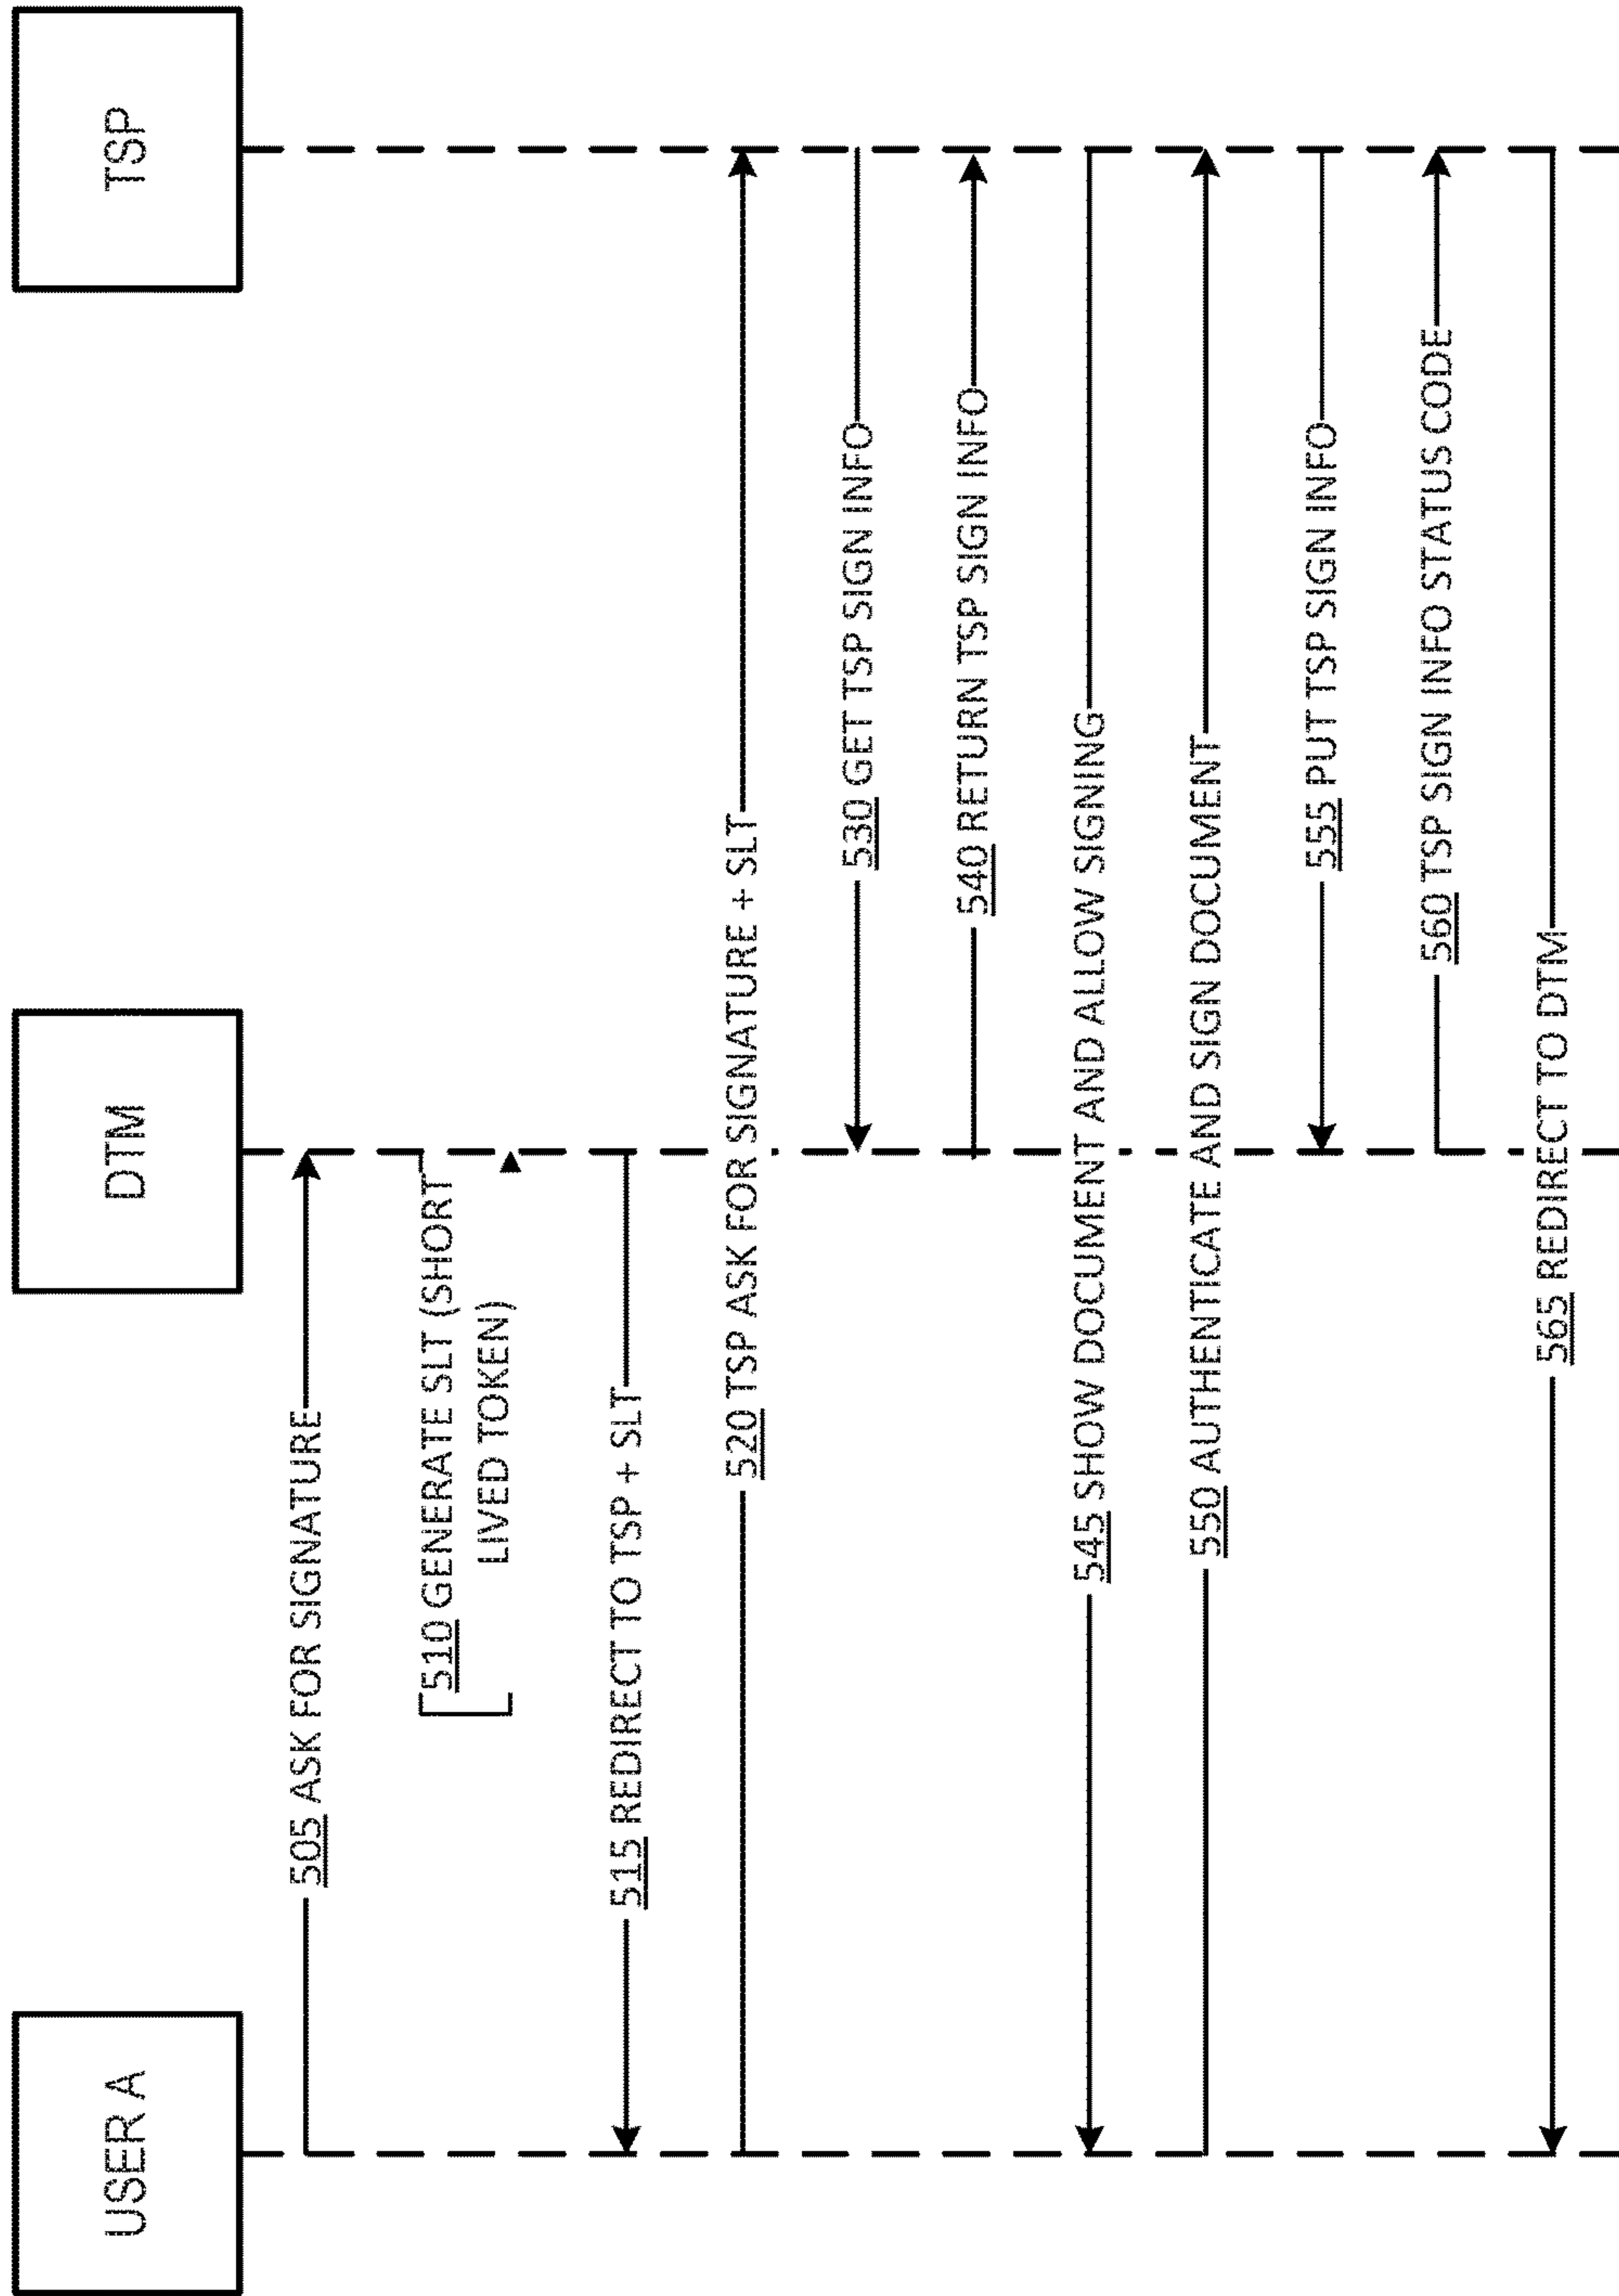 USER A
DTM
TSP
505 ASK FOR SIGNATURE
510 GENERATE SLT (SHORT
LIVED TOKEN)
515 REDIRECT TO TSP + SLT
520 TSP ASK FOR SIGNATURE + SLT
530 GET TSP SIGN INFO
540 RETURN TSP SIGN INFO
545 SHOW DOCUMENT AND ALLOW SIGNING
550 AUTHENTICATE AND SIGN DOCUMENT
555 PUT TSP SIGN INFO
560 TSP SIGN INFO STATUS CODE
565 REDIRECT TO DTM